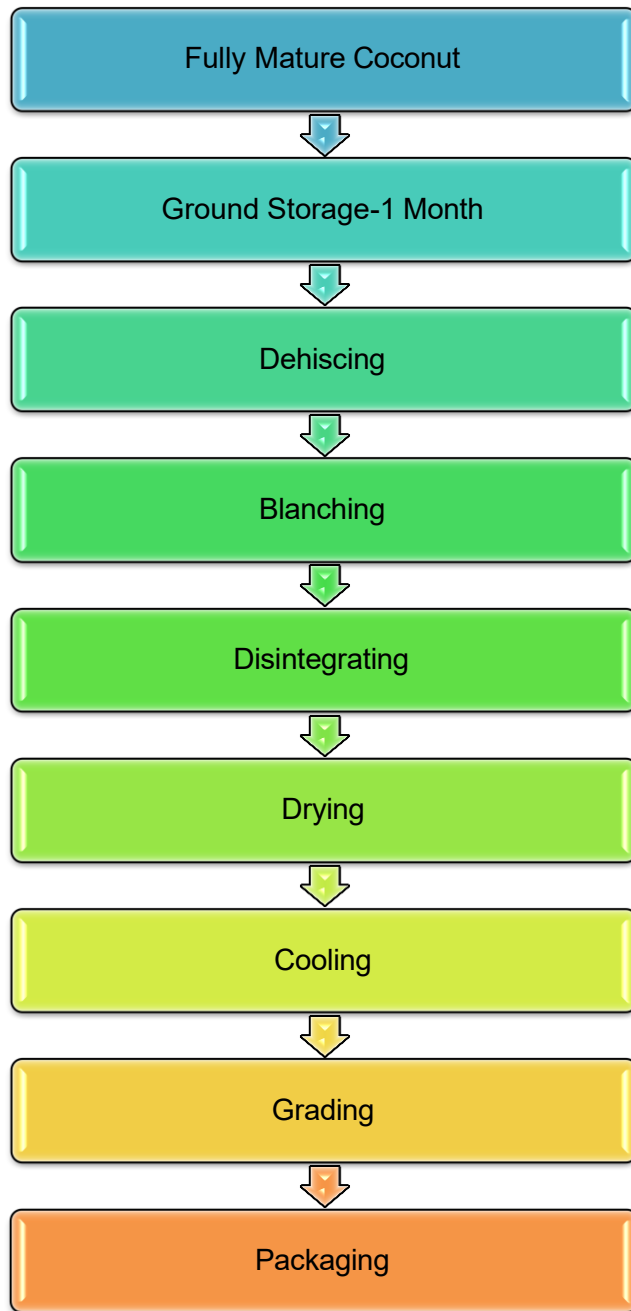 Fully Mature Coconut
Ground Storage-1 Month
Dehiscing
Blanching
Disintegrating
Drying
Cooling
Grading
Packaging